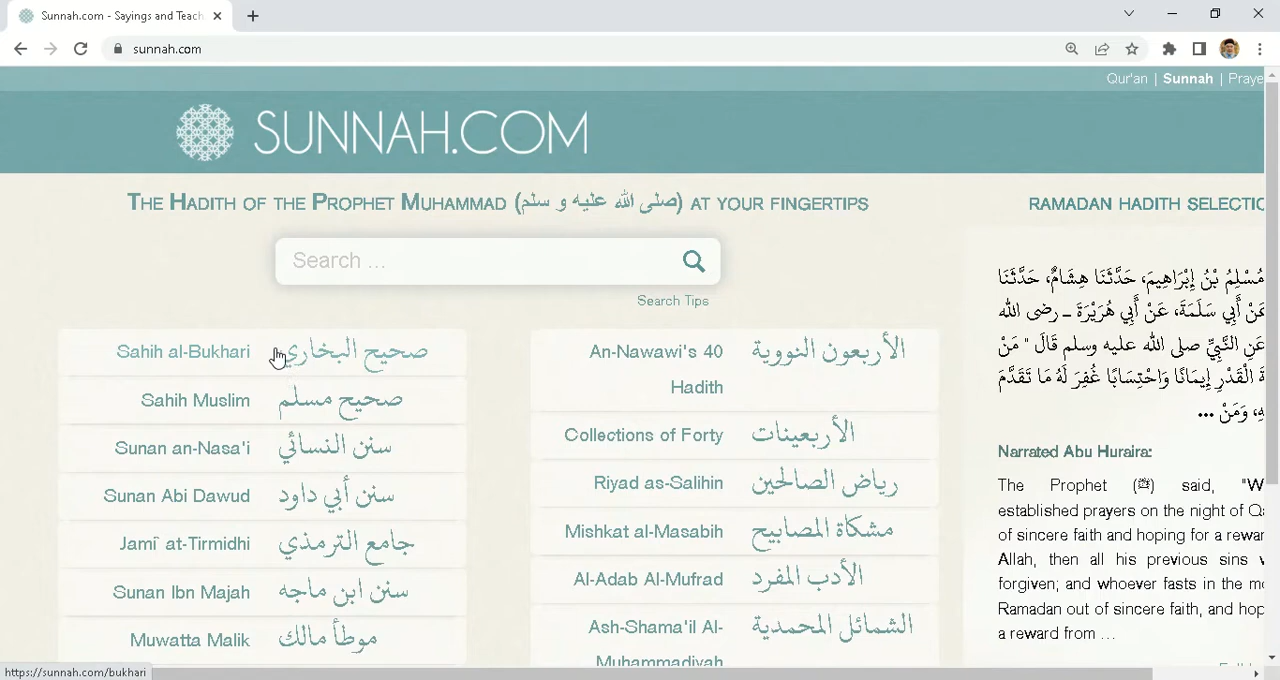 Sunnah.com - Sayings and Teach
sunnah.com
Qur'an | Sunnah | Praye
SUNNAH.COM
THE HADITH OF THE PROPHET MUHAMMAD (صلى الله عليه و سلم) AT YOUR FINGERTIPS
Search ...
Search Tips
Sahih al-Bukhari صحيح البخاري
Sahih Muslim صحيح مسلم
Sunan an-Nasa'i سنن النسائي
Sunan Abi Dawud سنن أبي داود
Jami` at-Tirmidhi جامع الترمذي
Sunan Ibn Majah سنن ابن ماجه
Muwatta Malik موطأ مالك
An-Nawawi's 40 الأربعون النووية
Hadith
Collections of Forty الأربعينات
Riyad as-Salihin رياض الصالحين
Mishkat al-Masabih مشكاة المصابيح
Al-Adab Al-Mufrad الأدب المفرد
Ash-Shama'il Al- الشمائل المحمدية
Muhammadiyah
RAMADAN HADITH SELECTIO
مُسْلِمُ بْنُ إِبْرَاهِيمَ، حَدَّثَنَا هِشَامٌ، حَدَّثَنَا
عَنْ أَبِي سَلَمَةَ، عَنْ أَبِي هُرَيْرَةَ ـ رضى الله
عَنِ النَّبِيِّ صلى الله عليه وسلم قَالَ " مَنْ
ةَ الْقَدْرِ إِيمَانًا وَاحْتِسَابًا غُفِرَ لَهُ مَا تَقَدَّمَ
هِ، وَمَنْ ...
Narrated Abu Huraira:
The Prophet (ﷺ) said, "W
established prayers on the night of Qa
of sincere faith and hoping for a rewar
Allah, then all his previous sins w
forgiven; and whoever fasts in the mo
Ramadan out of sincere faith, and hop
a reward from ...
https://sunnah.com/bukhari